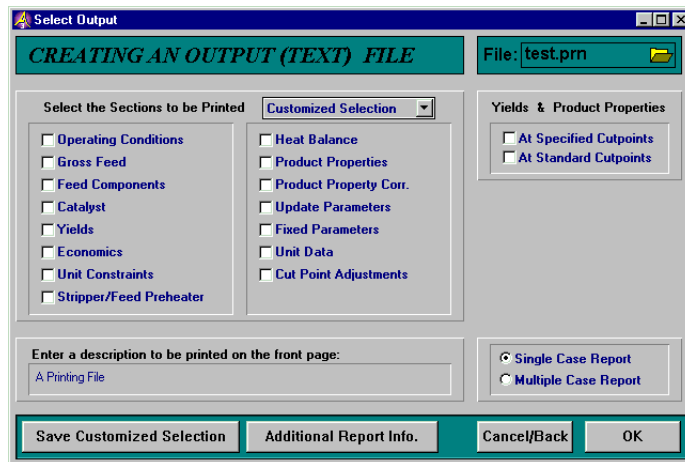 Select Output
CREATING AN OUTPUT (TEXT) FILE
File: test.prn
Select the Sections to be Printed
Customized Selection
Operating Conditions
Gross Feed
Feed Components
Catalyst
Yields
Economics
Unit Constraints
Stripper/Feed Preheater
Heat Balance
Product Properties
Product Property Corr.
Update Parameters
Fixed Parameters
Unit Data
Cut Point Adjustments
Yields & Product Properties
At Specified Cutpoints
At Standard Cutpoints
Enter a description to be printed on the front page:
A Printing File
Single Case Report
Multiple Case Report
Save Customized Selection
Additional Report Info.
Cancel/Back
OK